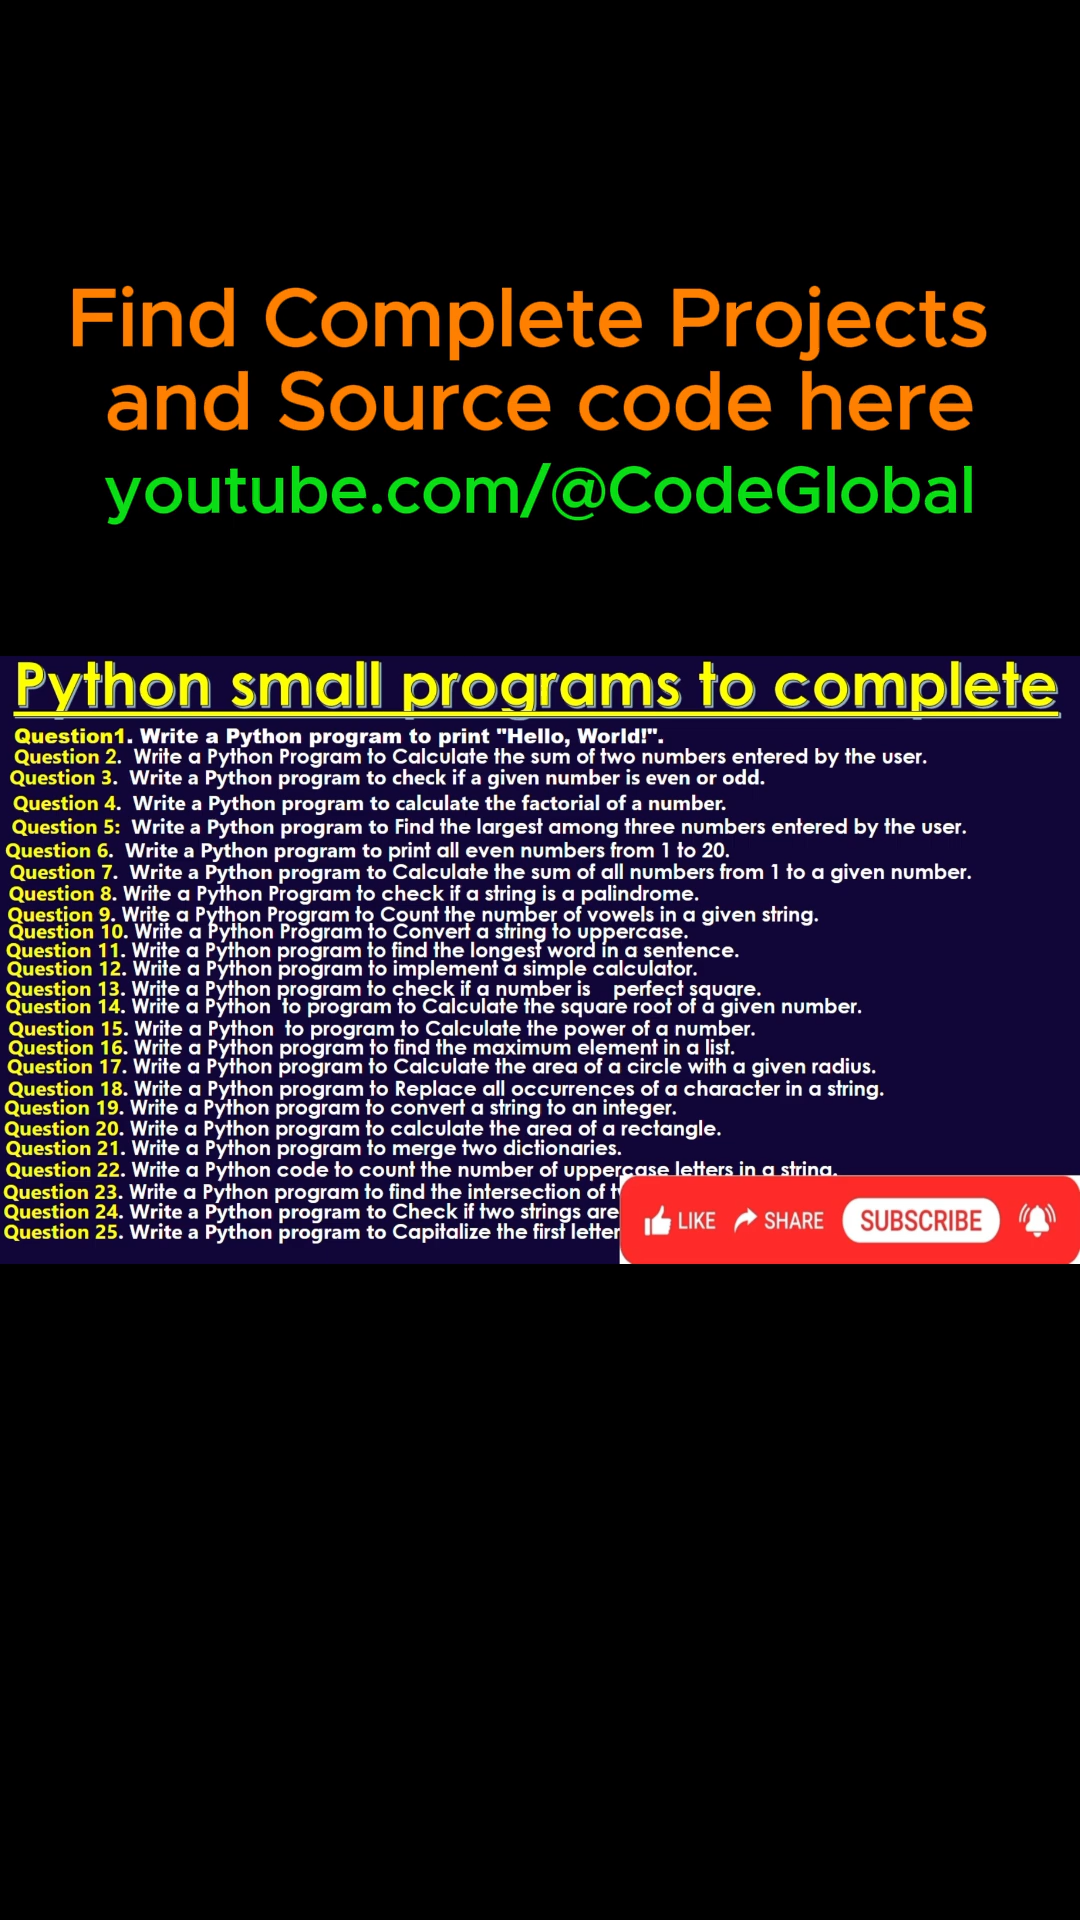 Find Complete Projects
and Source code here
youtube.com/@CodeGlobal
Python small programs to complete
Question1. Write a Python program to print "Hello, World!".
Question 2. Write a Python Program to Calculate the sum of two numbers entered by the user.
Question 3. Write a Python program to check if a given number is even or odd.
Question 4. Write a Python program to calculate the factorial of a number.
Question 5: Write a Python program to Find the largest among three numbers entered by the user.
Question 6. Write a Python program to print all even numbers from 1 to 20.
Question 7. Write a Python program to Calculate the sum of all numbers from 1 to a given number.
Question 8. Write a Python Program to check if a string is a palindrome.
Question 9. Write a Python Program to Count the number of vowels in a given string.
Question 10. Write a Python Program to Convert a string to uppercase.
Question 11. Write a Python program to find the longest word in a sentence.
Question 12. Write a Python program to implement a simple calculator.
Question 13. Write a Python program to check if a number is perfect square.
Question 14. Write a Python to program to Calculate the square root of a given number.
Question 15. Write a Python to program to Calculate the power of a number.
Question 16. Write a Python program to find the maximum element in a list.
Question 17. Write a Python program to Calculate the area of a circle with a given radius.
Question 18. Write a Python program to Replace all occurrences of a character in a string.
Question 19. Write a Python program to convert a string to an integer.
Question 20. Write a Python program to calculate the area of a rectangle.
Question 21. Write a Python program to merge two dictionaries.
Question 22. Write a Python code to count the number of uppercase letters in a string.
Question 23. Write a Python program to find the intersection of
Question 24. Write a Python program to Check if two strings are
Question 25. Write a Python program to Capitalize the first letter
LIKE SHARE SUBSCRIBE